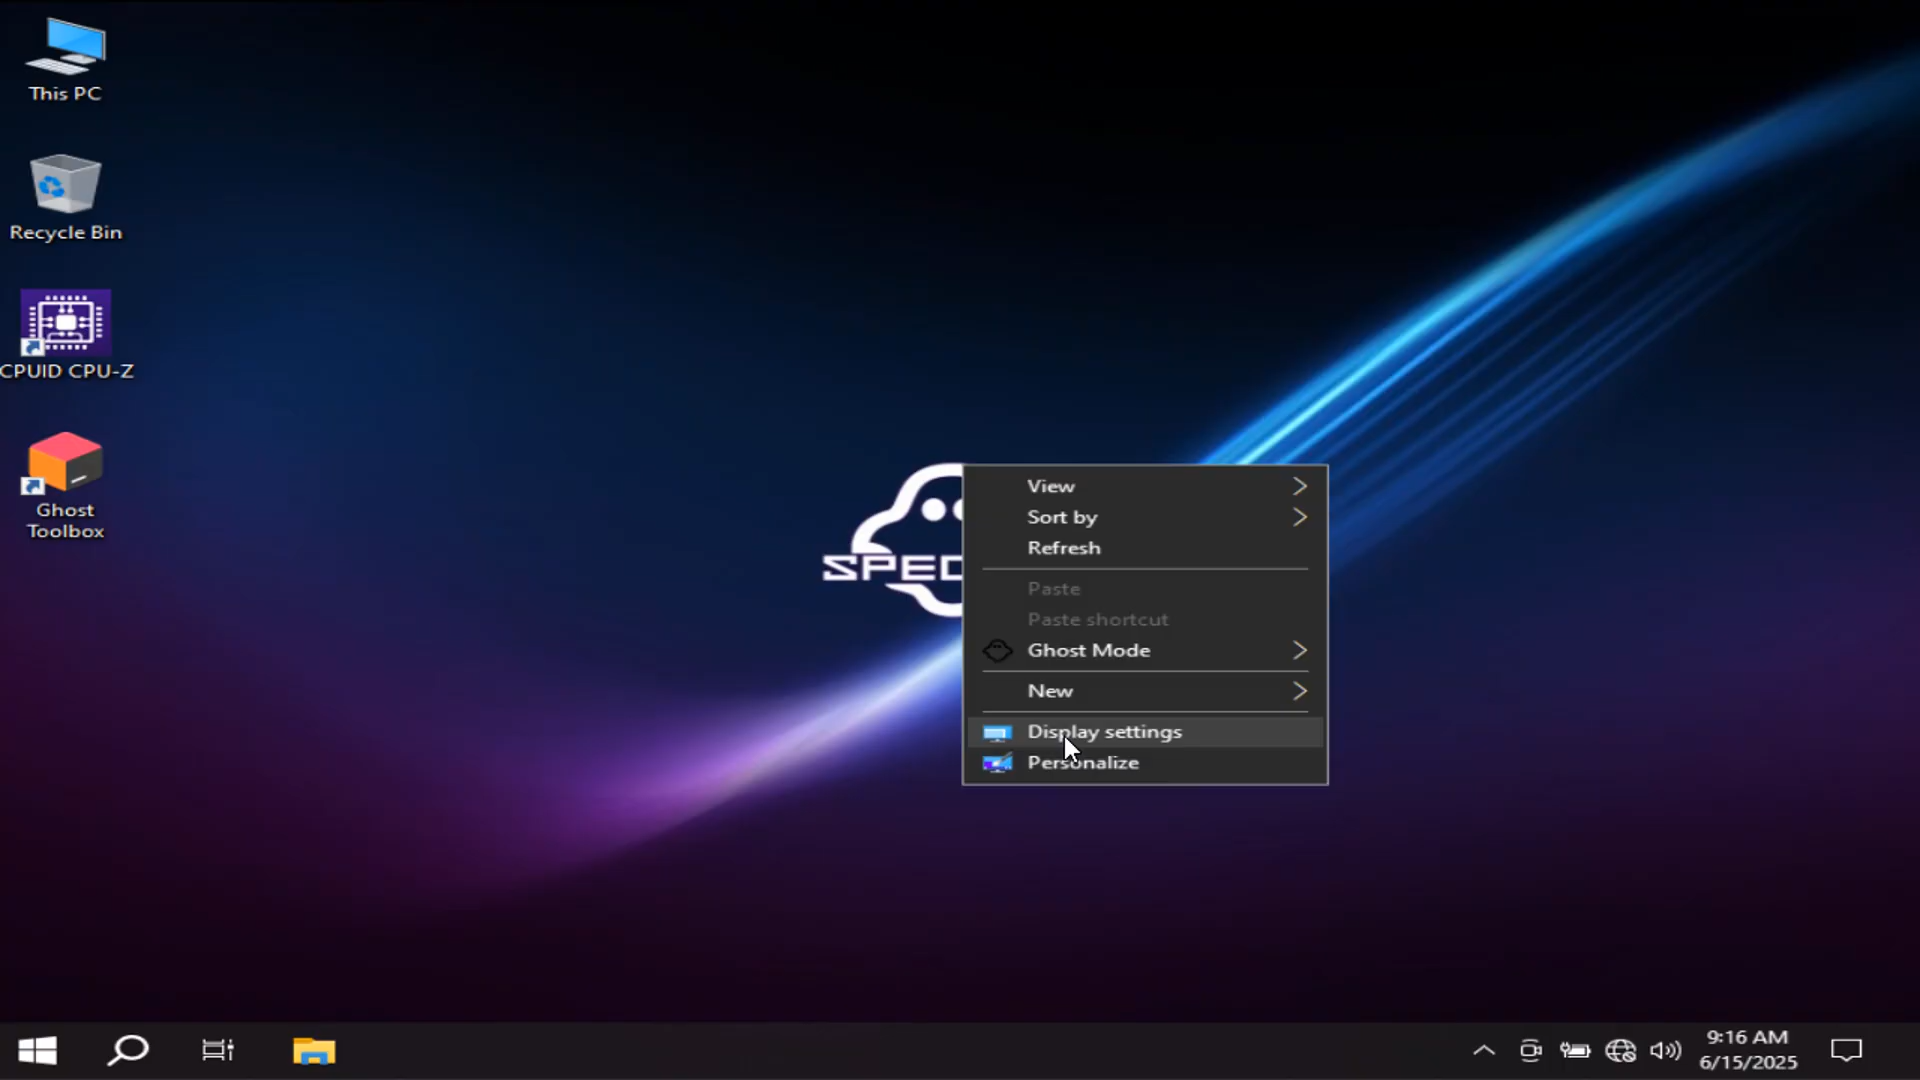 This PC
Recycle Bin
CPUID CPU-Z
Ghost
Toolbox
SPEC
View
Sort by
Refresh
Paste
Paste shortcut
Ghost Mode
New
Display settings
Personalize
9:16 AM
6/15/2025